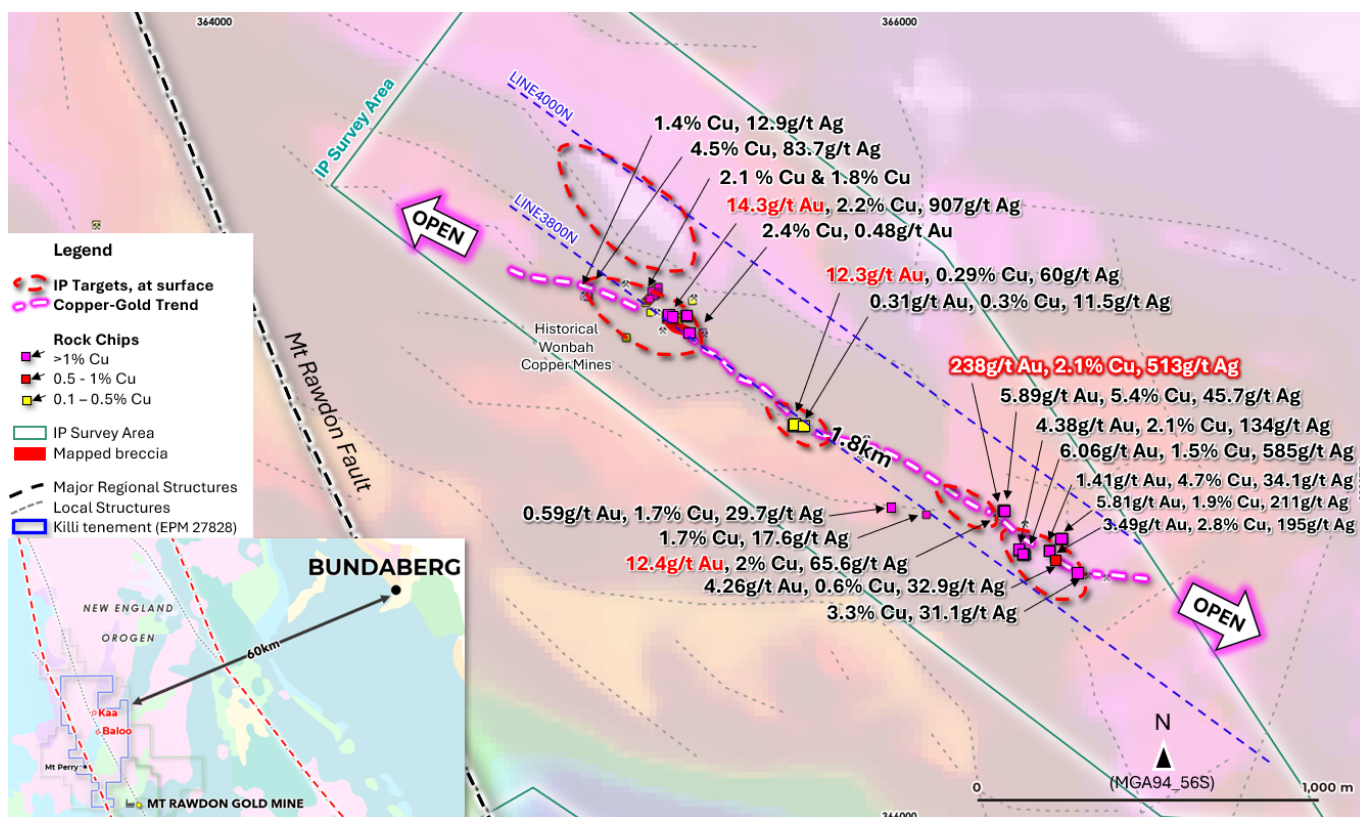 364000
366000
IP Survey Area
LINE4000N
LINE3800N
1.4% Cu, 12.9g/t Ag
4.5% Cu, 83.7g/t Ag
2.1 % Cu & 1.8% Cu
14.3g/t Au, 2.2% Cu, 907g/t Ag
2.4% Cu, 0.48g/t Au
12.3g/t Au, 0.29% Cu, 60g/t Ag
0.31g/t Au, 0.3% Cu, 11.5g/t Ag
OPEN
Historical
Wonbah
Copper Mines
Mt Rawdon Fault
1.8km
238g/t Au, 2.1% Cu, 513g/t Ag
5.89g/t Au, 5.4% Cu, 45.7g/t Ag
4.38g/t Au, 2.1% Cu, 134g/t Ag
6.06g/t Au, 1.5% Cu, 585g/t Ag
1.41g/t Au, 4.7% Cu, 34.1g/t Ag
5.81g/t Au, 1.9% Cu, 211g/t Ag
3.49g/t Au, 2.8% Cu, 195g/t Ag
0.59g/t Au, 1.7% Cu, 29.7g/t Ag
1.7% Cu, 17.6g/t Ag
12.4g/t Au, 2% Cu, 65.6g/t Ag
4.26g/t Au, 0.6% Cu, 32.9g/t Ag
3.3% Cu, 31.1g/t Ag
OPEN
Legend
IP Targets, at surface
Copper-Gold Trend
Rock Chips
>1% Cu
0.5 - 1% Cu
0.1 – 0.5% Cu
IP Survey Area
Mapped breccia
Major Regional Structures
Local Structures
Killi tenement (EPM 27828)
BUNDABERG
NEW ENGLAND
OROGEN
60km
Kaa
Baloo
Mt Perry
MT RAWDON GOLD MINE
N
(MGA94_56S)
0
1,000 m
366000